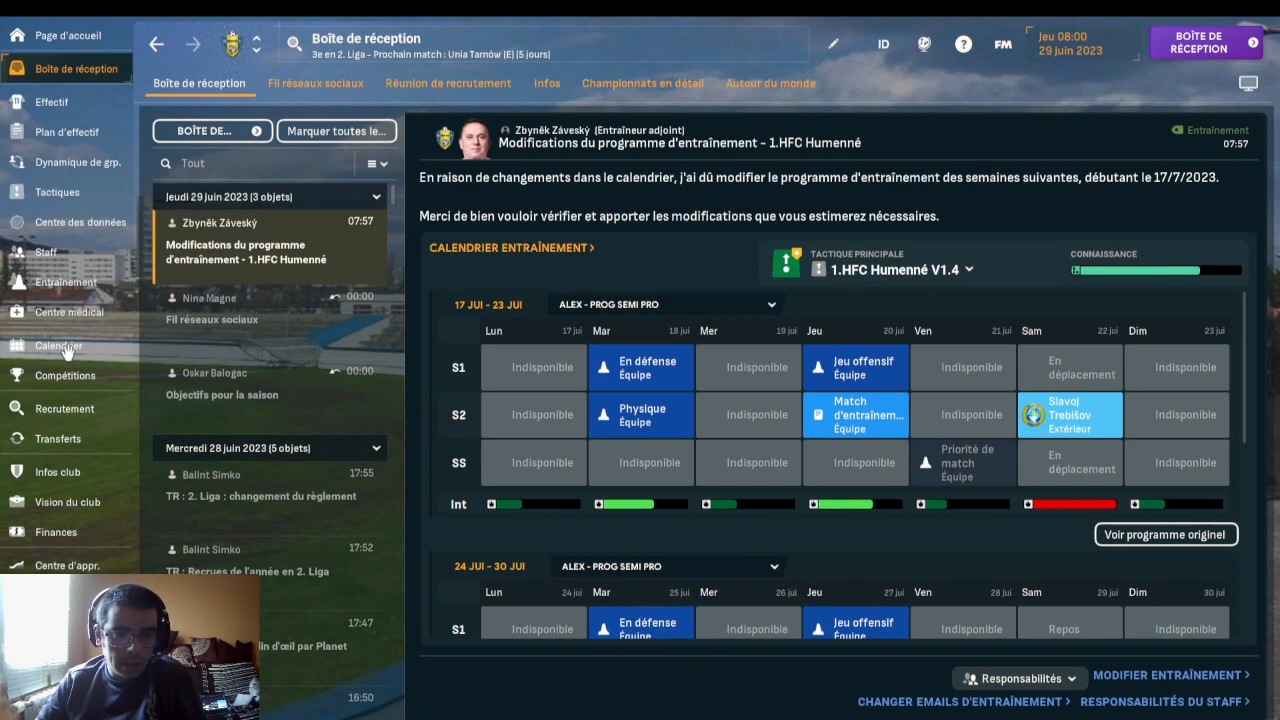 Page d'accueil
Boîte de réception
Effectif
Plan d'effectif
Dynamique de grp.
Tactiques
Centre des données
Staff
Entraînement
Centre médical
Calendrier
Compétitions
Recrutement
Transferts
Infos club
Vision du club
Finances
Centre d'appr.
Boîte de réception
3e en 2. Liga - Prochain match : Unia Tarnów (E) (5 jours)
ID
?
FM
Jeu 08:00
29 juin 2023
BOÎTE DE
RÉCEPTION
Boîte de réception
Fil réseaux sociaux
Réunion de recrutement
Infos
Championnats en détail
Autour du monde
BOÎTE DE...
Marquer toutes le...
Tout
Jeudi 29 juin 2023 (3 objets)
Zbyněk Záveský
07:57
Modifications du programme
d'entraînement - 1.HFC Humenné
Nina Magne
00:00
Fil réseaux sociaux
Oskar Balogac
00:00
Objectifs pour la saison
Mercredi 28 juin 2023 (5 objets)
Balint Simko
17:55
TR : 2. Liga : changement du règlement
Balint Simko
17:52
TR : Recrues de l'année en 2. Liga
17:47
in d'œil par Planet
16:50
Zbyněk Záveský (Entraîneur adjoint)
Modifications du programme d'entraînement - 1.HFC Humenné
Entraînement
07:57
En raison de changements dans le calendrier, j'ai dû modifier le programme d'entraînement des semaines suivantes, débutant le 17/7/2023.
Merci de bien vouloir vérifier et apporter les modifications que vous estimerez nécessaires.
CALENDRIER ENTRAÎNEMENT
TACTIQUE PRINCIPALE
1.HFC Humenné V1.4
CONNAISSANCE
17 JUI - 23 JUI
ALEX - PROG SEMI PRO
Lun 17 jui Mar 18 jui Mer 19 jui Jeu 20 jui Ven 21 jui Sam 22 jui Dim 23 jui
S1
Indisponible
En défense
Équipe
Indisponible
Jeu offensif
Équipe
Indisponible
En
déplacement
Indisponible
S2
Indisponible
Physique
Équipe
Indisponible
Match
d'entraînem...
Équipe
Indisponible
Slavoj
Trebišov
Extérieur
Indisponible
SS
Indisponible
Indisponible
Indisponible
Indisponible
Priorité de
match
Équipe
En
déplacement
Indisponible
Int
Voir programme originel
24 JUI - 30 JUI
ALEX - PROG SEMI PRO
Lun 24 jui Mar 25 jui Mer 26 jui Jeu 27 jui Ven 28 jui Sam 29 jui Dim 30 jui
S1
Indisponible
En défense
Équipe
Indisponible
Jeu offensif
Équipe
Indisponible
Repos
Indisponible
Responsabilités
MODIFIER ENTRAÎNEMENT
CHANGER EMAILS D'ENTRAÎNEMENT
RESPONSABILITÉS DU STAFF